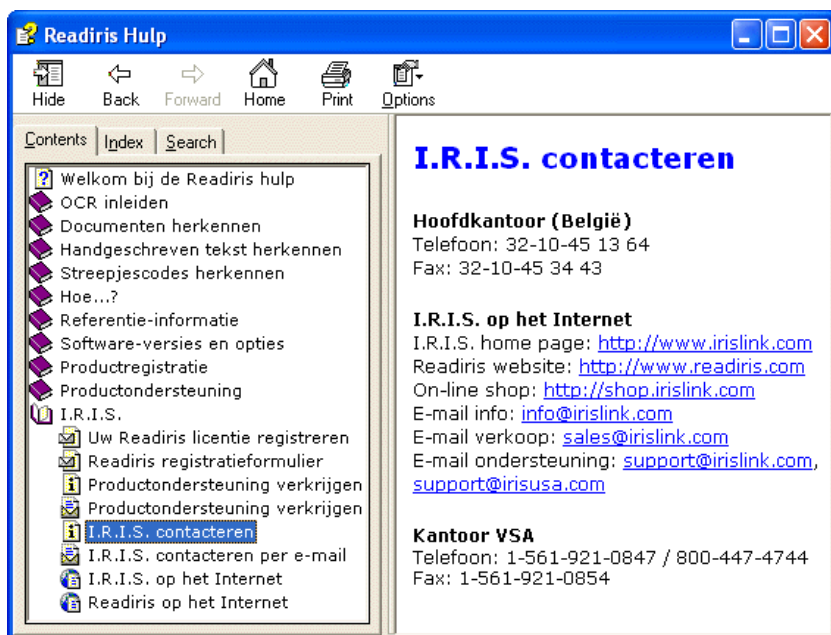 Readiris Hulp
Hide Back Forward Home Print Options
Contents Index Search
Welkom bij de Readiris hulp
OCR inleiden
Documenten herkennen
Handgeschreven tekst herkennen
Streepjescodes herkennen
Hoe...?
Referentie-informatie
Software-versies en opties
Productregistratie
Productondersteuning
I.R.I.S.
Uw Readiris licentie registreren
Readiris registratieformulier
Productondersteuning verkrijgen
Productondersteuning verkrijgen
I.R.I.S. contacteren
I.R.I.S. contacteren per e-mail
I.R.I.S. op het Internet
Readiris op het Internet
I.R.I.S. contacteren
Hoofdkantoor (België)
Telefoon: 32-10-45 13 64
Fax: 32-10-45 34 43
I.R.I.S. op het Internet
I.R.I.S. home page: http://www.irislink.com
Readiris website: http://www.readiris.com
On-line shop: http://shop.irislink.com
E-mail info: info@irislink.com
E-mail verkoop: sales@irislink.com
E-mail ondersteuning: support@irislink.com,
support@irisusa.com
Kantoor VSA
Telefoon: 1-561-921-0847 / 800-447-4744
Fax: 1-561-921-0854